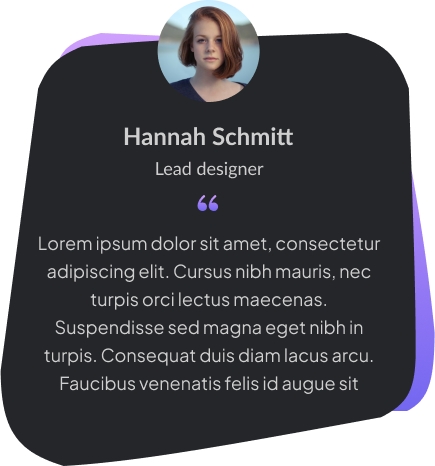 Hannah Schmitt
Lead designer
“
Lorem ipsum dolor sit amet, consectetur
adipiscing elit. Cursus nibh mauris, nec
turpis orci lectus maecenas.
Suspendisse sed magna eget nibh in
turpis. Consequat duis diam lacus arcu.
Faucibus venenatis felis id augue sit